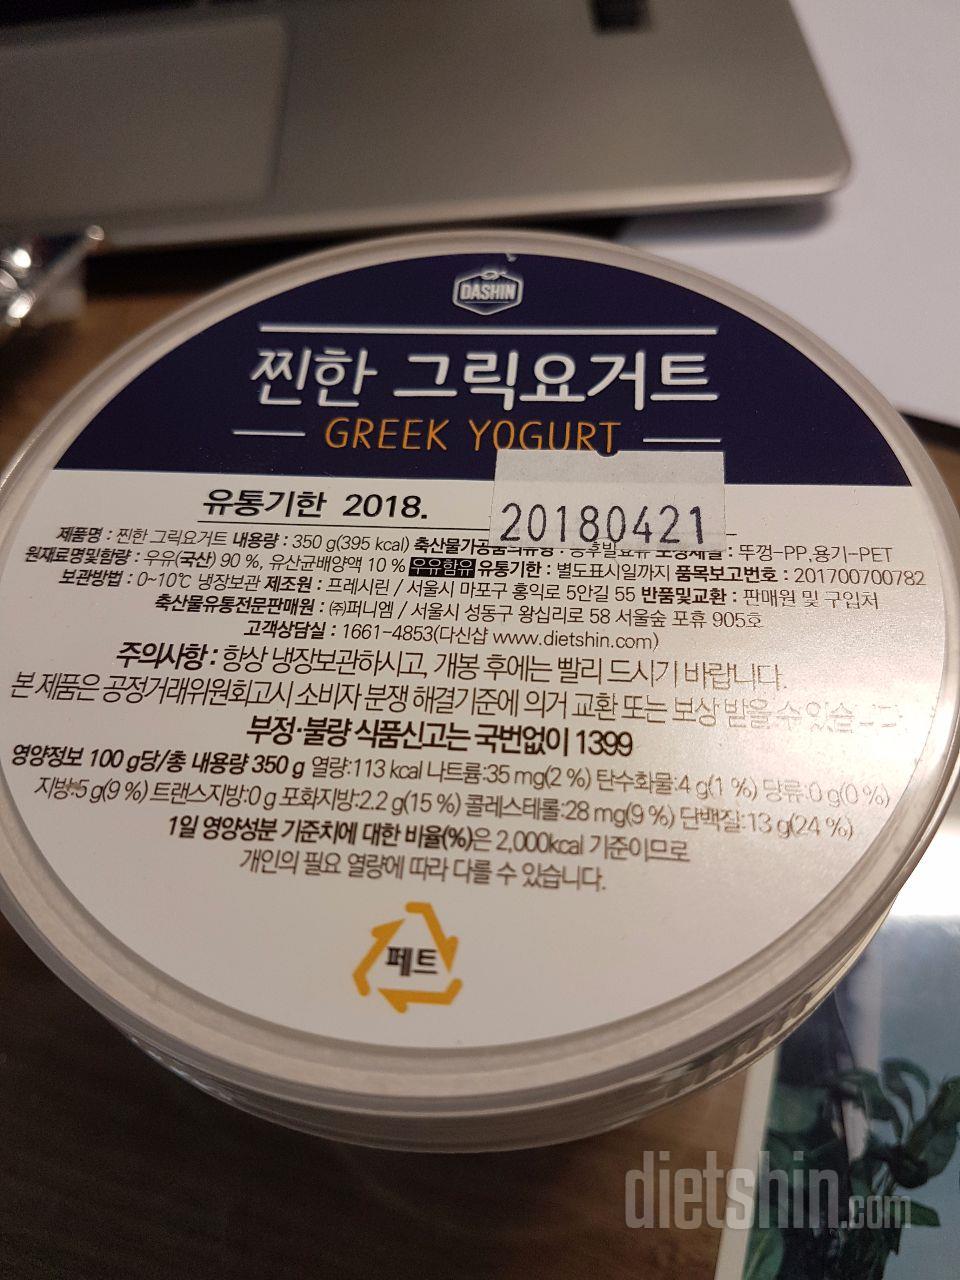 DASHIN
찐한 그릭요거트
GREEK YOGURT
유통기한 2018.
20180421
제품명 : 찐한 그릭요거트 내용량 : 350 g(395 kcal) 축산물가공품의유형 : 농후발효유 포장재질 : 뚜껑-PP,용기-PET
원재료명및함량 : 우유(국산) 90 %, 유산균배양액 10 % 우유함유 유통기한 : 별도표시일까지 품목보고번호 : 201700700782
보관방법 : 0~10℃ 냉장보관 제조원 : 프레시린 / 서울시 마포구 홍익로 5안길 55 반품및교환 : 판매원 및 구입처
축산물유통전문판매원 : ㈜퍼니엠 / 서울시 성동구 왕십리로 58 서울숲 포휴 905호
고객상담실 : 1661-4853(다신샵 www.dietshin.com)
주의사항 : 항상 냉장보관하시고, 개봉 후에는 빨리 드시기 바랍니다.
본 제품은 공정거래위원회고시 소비자 분쟁 해결기준에 의거 교환 또는 보상 받을 수 있습니다.
부정·불량 식품신고는 국번없이 1399
영양정보 100 g당/총 내용량 350 g 열량:113 kcal 나트륨:35 mg(2 %) 탄수화물:4 g(1 %) 당류:0 g(0 %)
지방:5 g(9 %) 트랜스지방:0 g 포화지방:2.2 g(15 %) 콜레스테롤:28 mg(9 %) 단백질:13 g(24 %)
1일 영양성분 기준치에 대한 비율(%)은 2,000kcal 기준이므로
개인의 필요 열량에 따라 다를 수 있습니다.
페트
dietshin.com